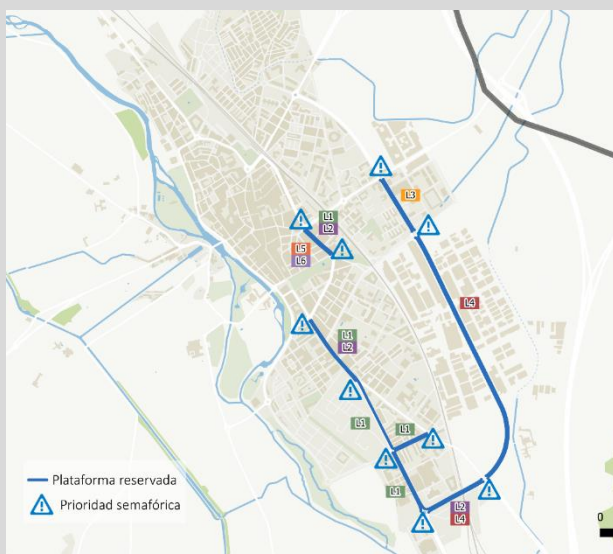 L3
L1
L2
L5
L6
L4
L1
L2
L1
L1
L1
L2
L4
Plataforma reservada
Prioridad semafórica
0